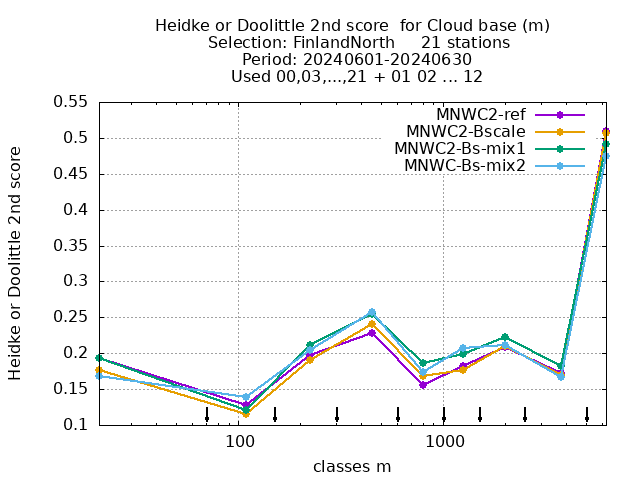 Heidke or Doolittle 2nd score  for Cloud base (m)
Selection: FinlandNorth     21 stations
Period: 20240601-20240630
Used 00,03,...,21 + 01 02 ... 12
MNWC2-ref
MNWC2-Bscale
MNWC2-Bs-mix1
MNWC-Bs-mix2
Heidke or Doolittle 2nd score
0.55
0.5
0.45
0.4
0.35
0.3
0.25
0.2
0.15
0.1
100 1000
classes m